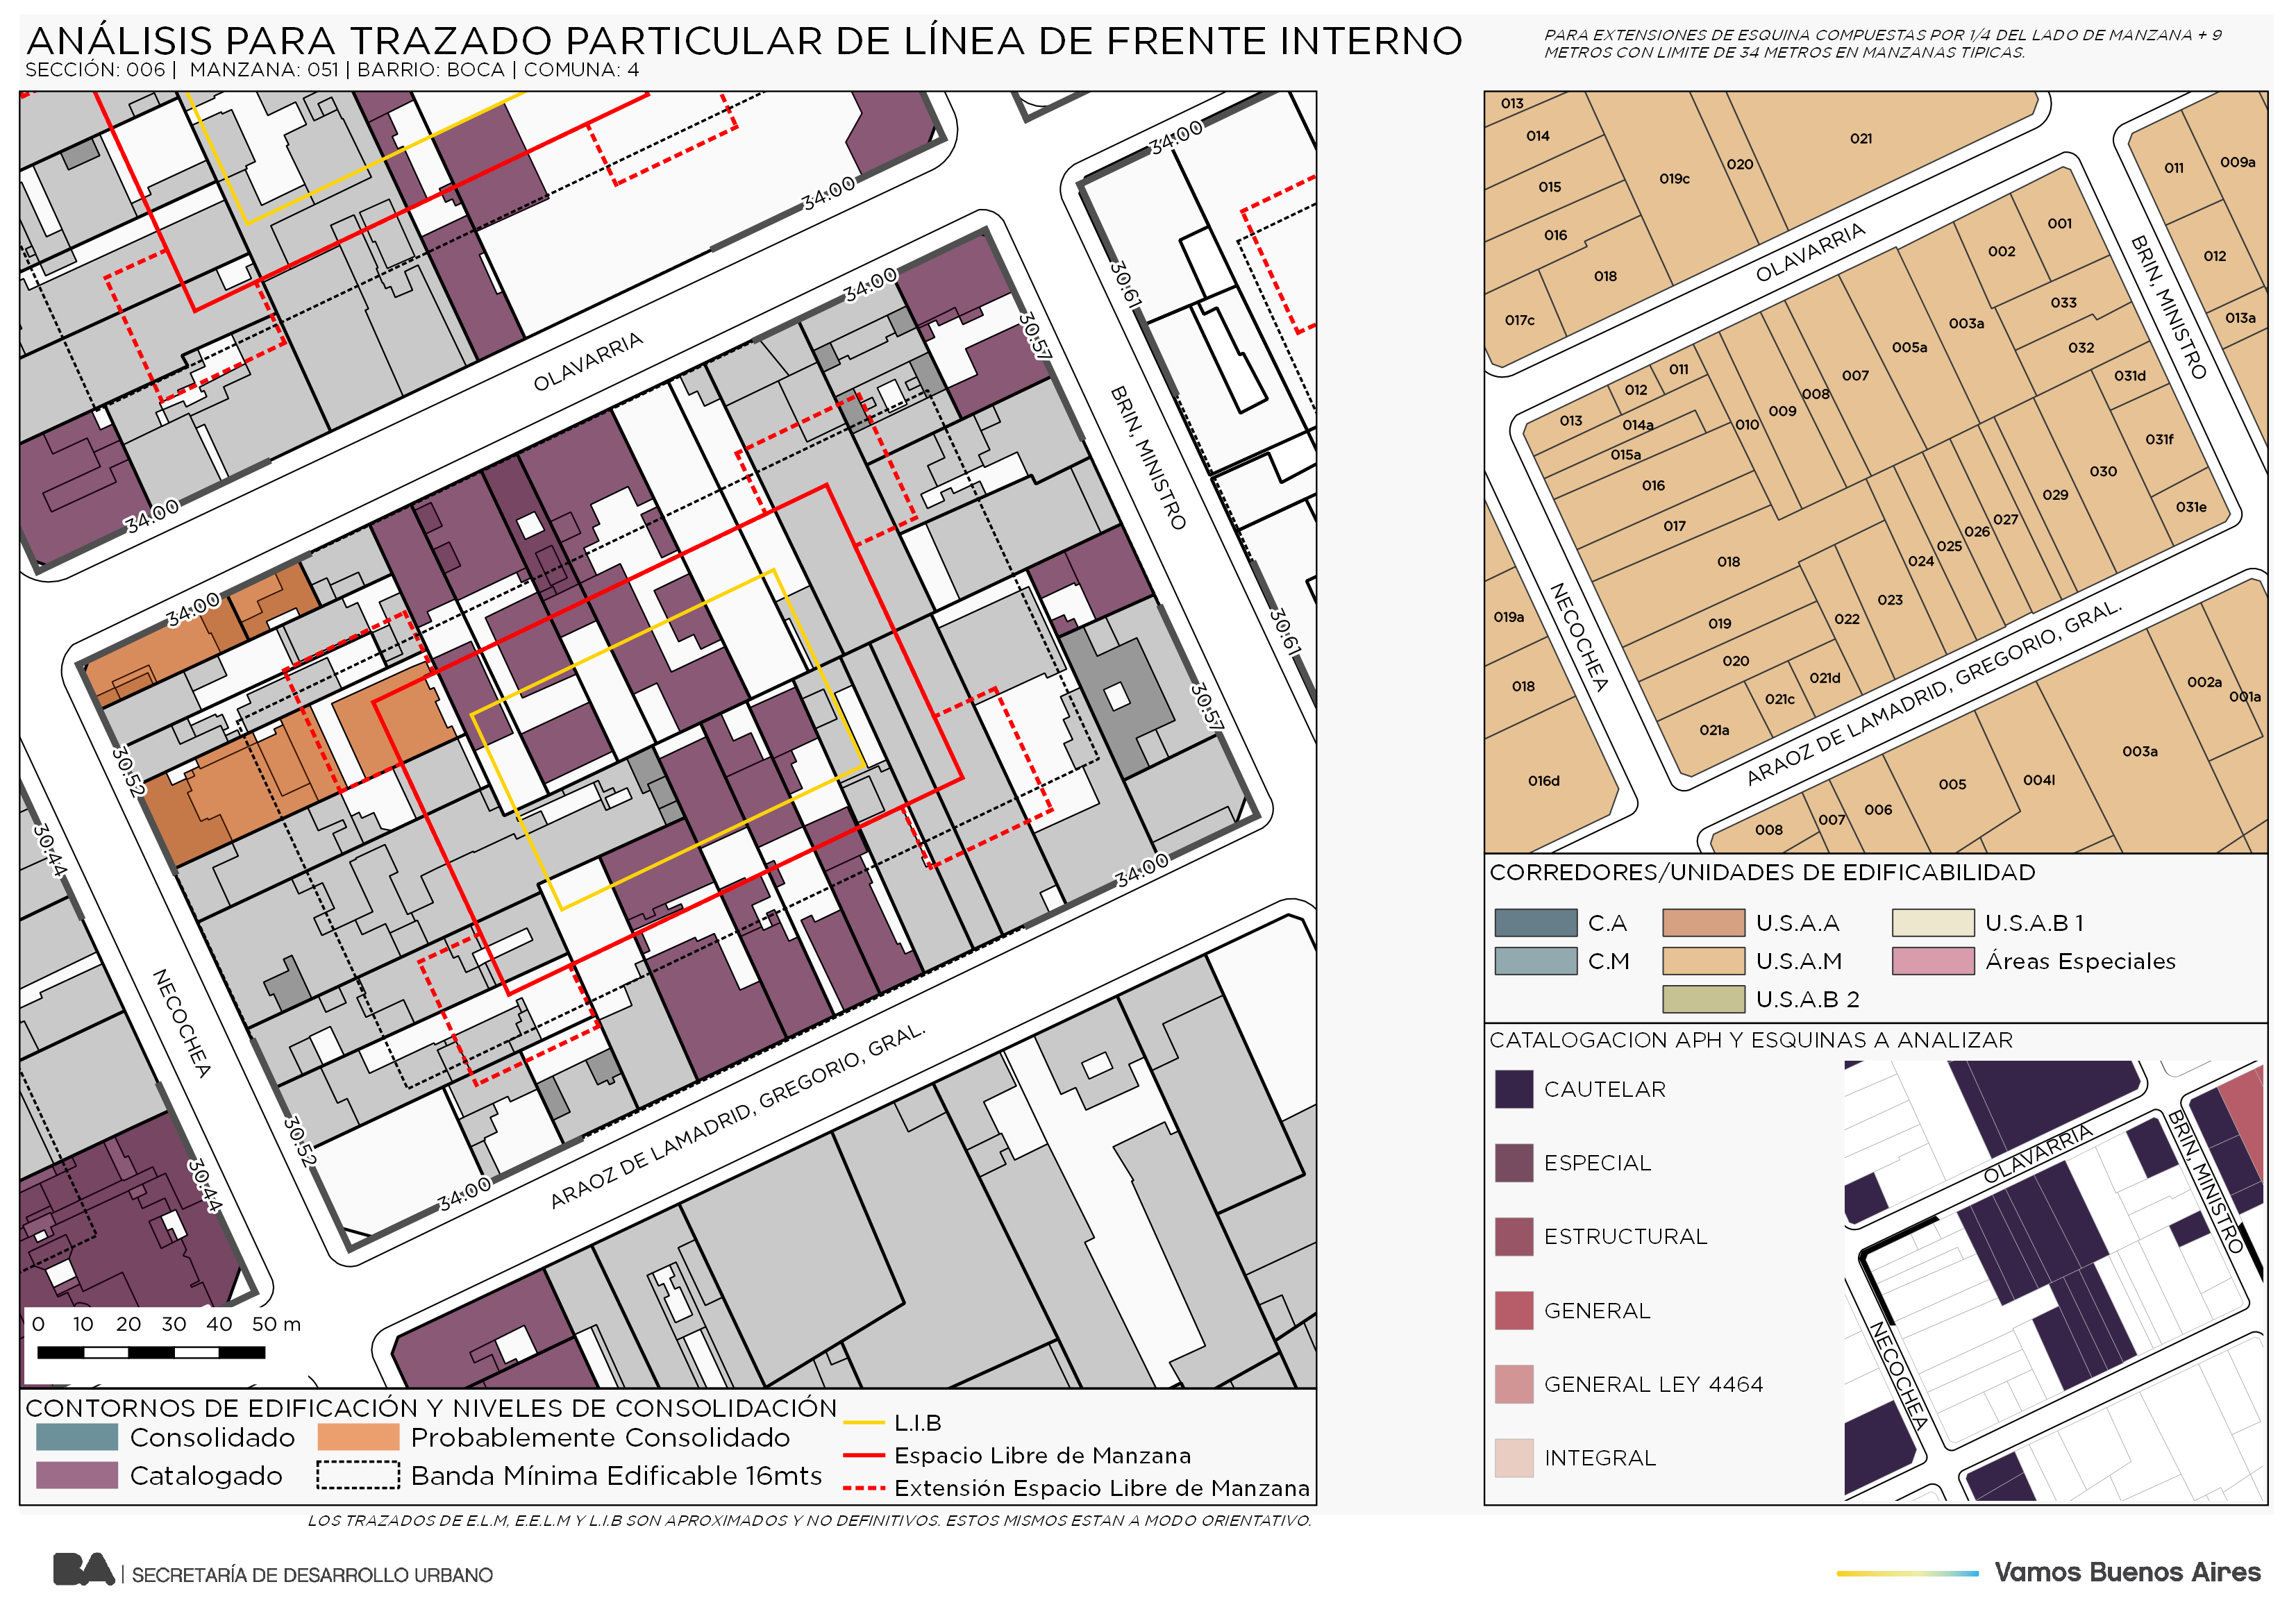 ANÁLISIS PARA TRAZADO PARTICULAR DE LÍNEA DE FRENTE INTERNO
SECCIÓN: 006 | MANZANA: 051 | BARRIO: BOCA | COMUNA: 4
PARA EXTENSIONES DE ESQUINA COMPUESTAS POR 1/4 DEL LADO DE MANZANA + 9
METROS CON LIMITE DE 34 METROS EN MANZANAS TIPICAS.
34:00
34:00
34:00
OLAVARRIA
30:61
30:57
BRIN, MINISTRO
34:00
34:00
30:61
30:57
30:52
30:44
34:00
NECOCHEA
30:52
34:00
30:44
ARAOZ DE LAMADRID, GREGORIO, GRAL.
0 10 20 30 40 50 m
CONTORNOS DE EDIFICACIÓN Y NIVELES DE CONSOLIDACIÓN
Consolidado
Probablemente Consolidado
Catalogado
Banda Mínima Edificable 16mts
L.I.B
Espacio Libre de Manzana
Extensión Espacio Libre de Manzana
LOS TRAZADOS DE E.L.M, E.E.L.M Y L.I.B SON APROXIMADOS Y NO DEFINITIVOS. ESTOS MISMOS ESTAN A MODO ORIENTATIVO.
013
014
015
016
017c
018
019c
020
021
011
009a
012
013a
OLAVARRIA
BRIN, MINISTRO
001
002
033
003a
032
005a
031d
007
008
009
010
011
012
013
014a
015a
016
017
018
019
020
021a
021c
021d
022
023
024
025
026
027
029
030
031f
031e
NECOCHEA
019a
018
016d
ARAOZ DE LAMADRID, GREGORIO, GRAL.
002a
001a
003a
004l
005
006
007
008
CORREDORES/UNIDADES DE EDIFICABILIDAD
C.A
U.S.A.A
U.S.A.B 1
C.M
U.S.A.M
Áreas Especiales
U.S.A.B 2
CATALOGACION APH Y ESQUINAS A ANALIZAR
CAUTELAR
ESPECIAL
ESTRUCTURAL
GENERAL
GENERAL LEY 4464
INTEGRAL
OLAVARRIA
BRIN, MINISTRO
NECOCHEA
BA | SECRETARÍA DE DESARROLLO URBANO
Vamos Buenos Aires